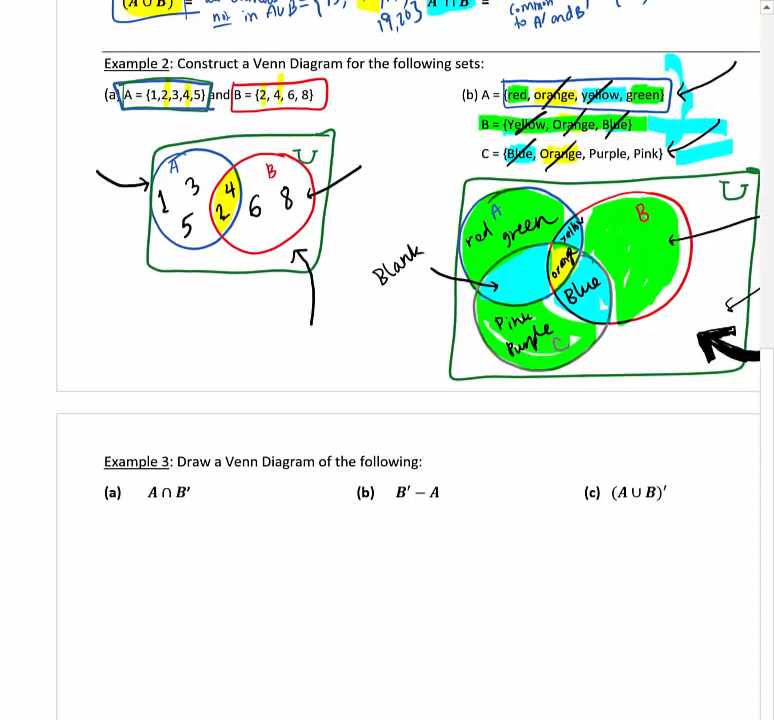 (A ∪ B)' =
not in A∪B =
19,20}
A' ∩ B' =
common
to A' and B'
Example 2: Construct a Venn Diagram for the following sets:
(a) A = {1,2,3,4,5} and B = {2, 4, 6, 8}
(b) A = {red, orange, yellow, green}
B = {Yellow, Orange, Blue}
C = {Blue, Orange, Purple, Pink}
U
A
B
1 3 5
4
2
6 8
U
A
B
red green
yellow
orange
Blue
Blank
Pink
Purple
C
Example 3: Draw a Venn Diagram of the following:
(a) A ∩ B′
(b) B′ − A
(c) (A ∪ B)′